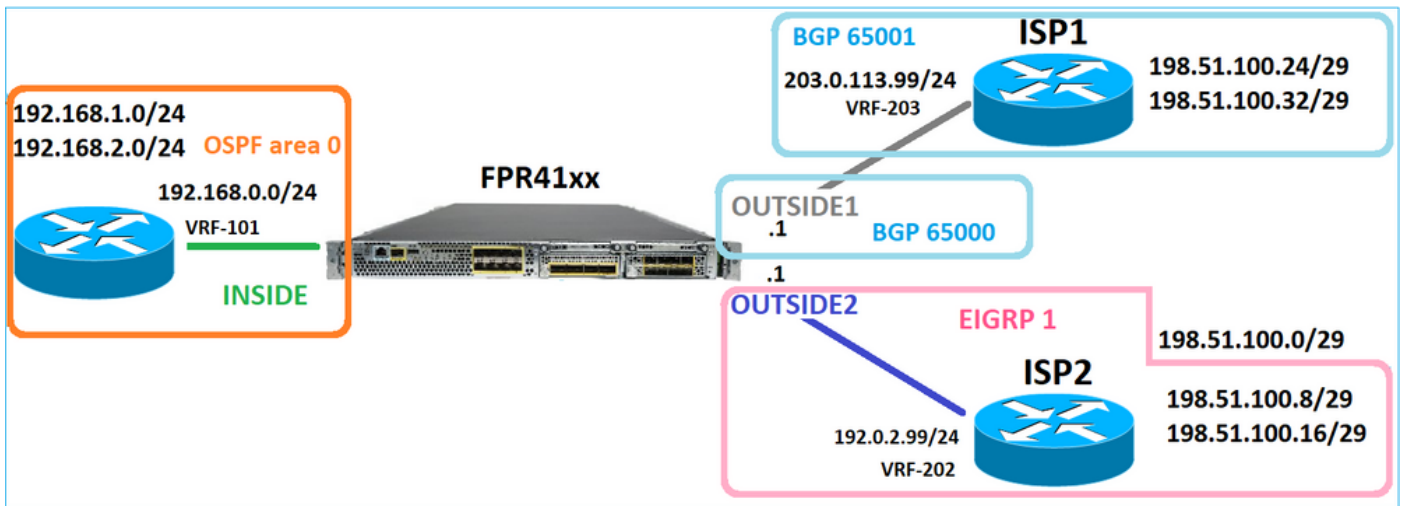 192.168.1.0/24
192.168.2.0/24
OSPF area 0
192.168.0.0/24
VRF-101
INSIDE
FPR41xx
BGP 65001
ISP1
203.0.113.99/24
VRF-203
198.51.100.24/29
198.51.100.32/29
OUTSIDE1
.1
BGP 65000
.1
OUTSIDE2
EIGRP 1
198.51.100.0/29
ISP2
192.0.2.99/24
VRF-202
198.51.100.8/29
198.51.100.16/29